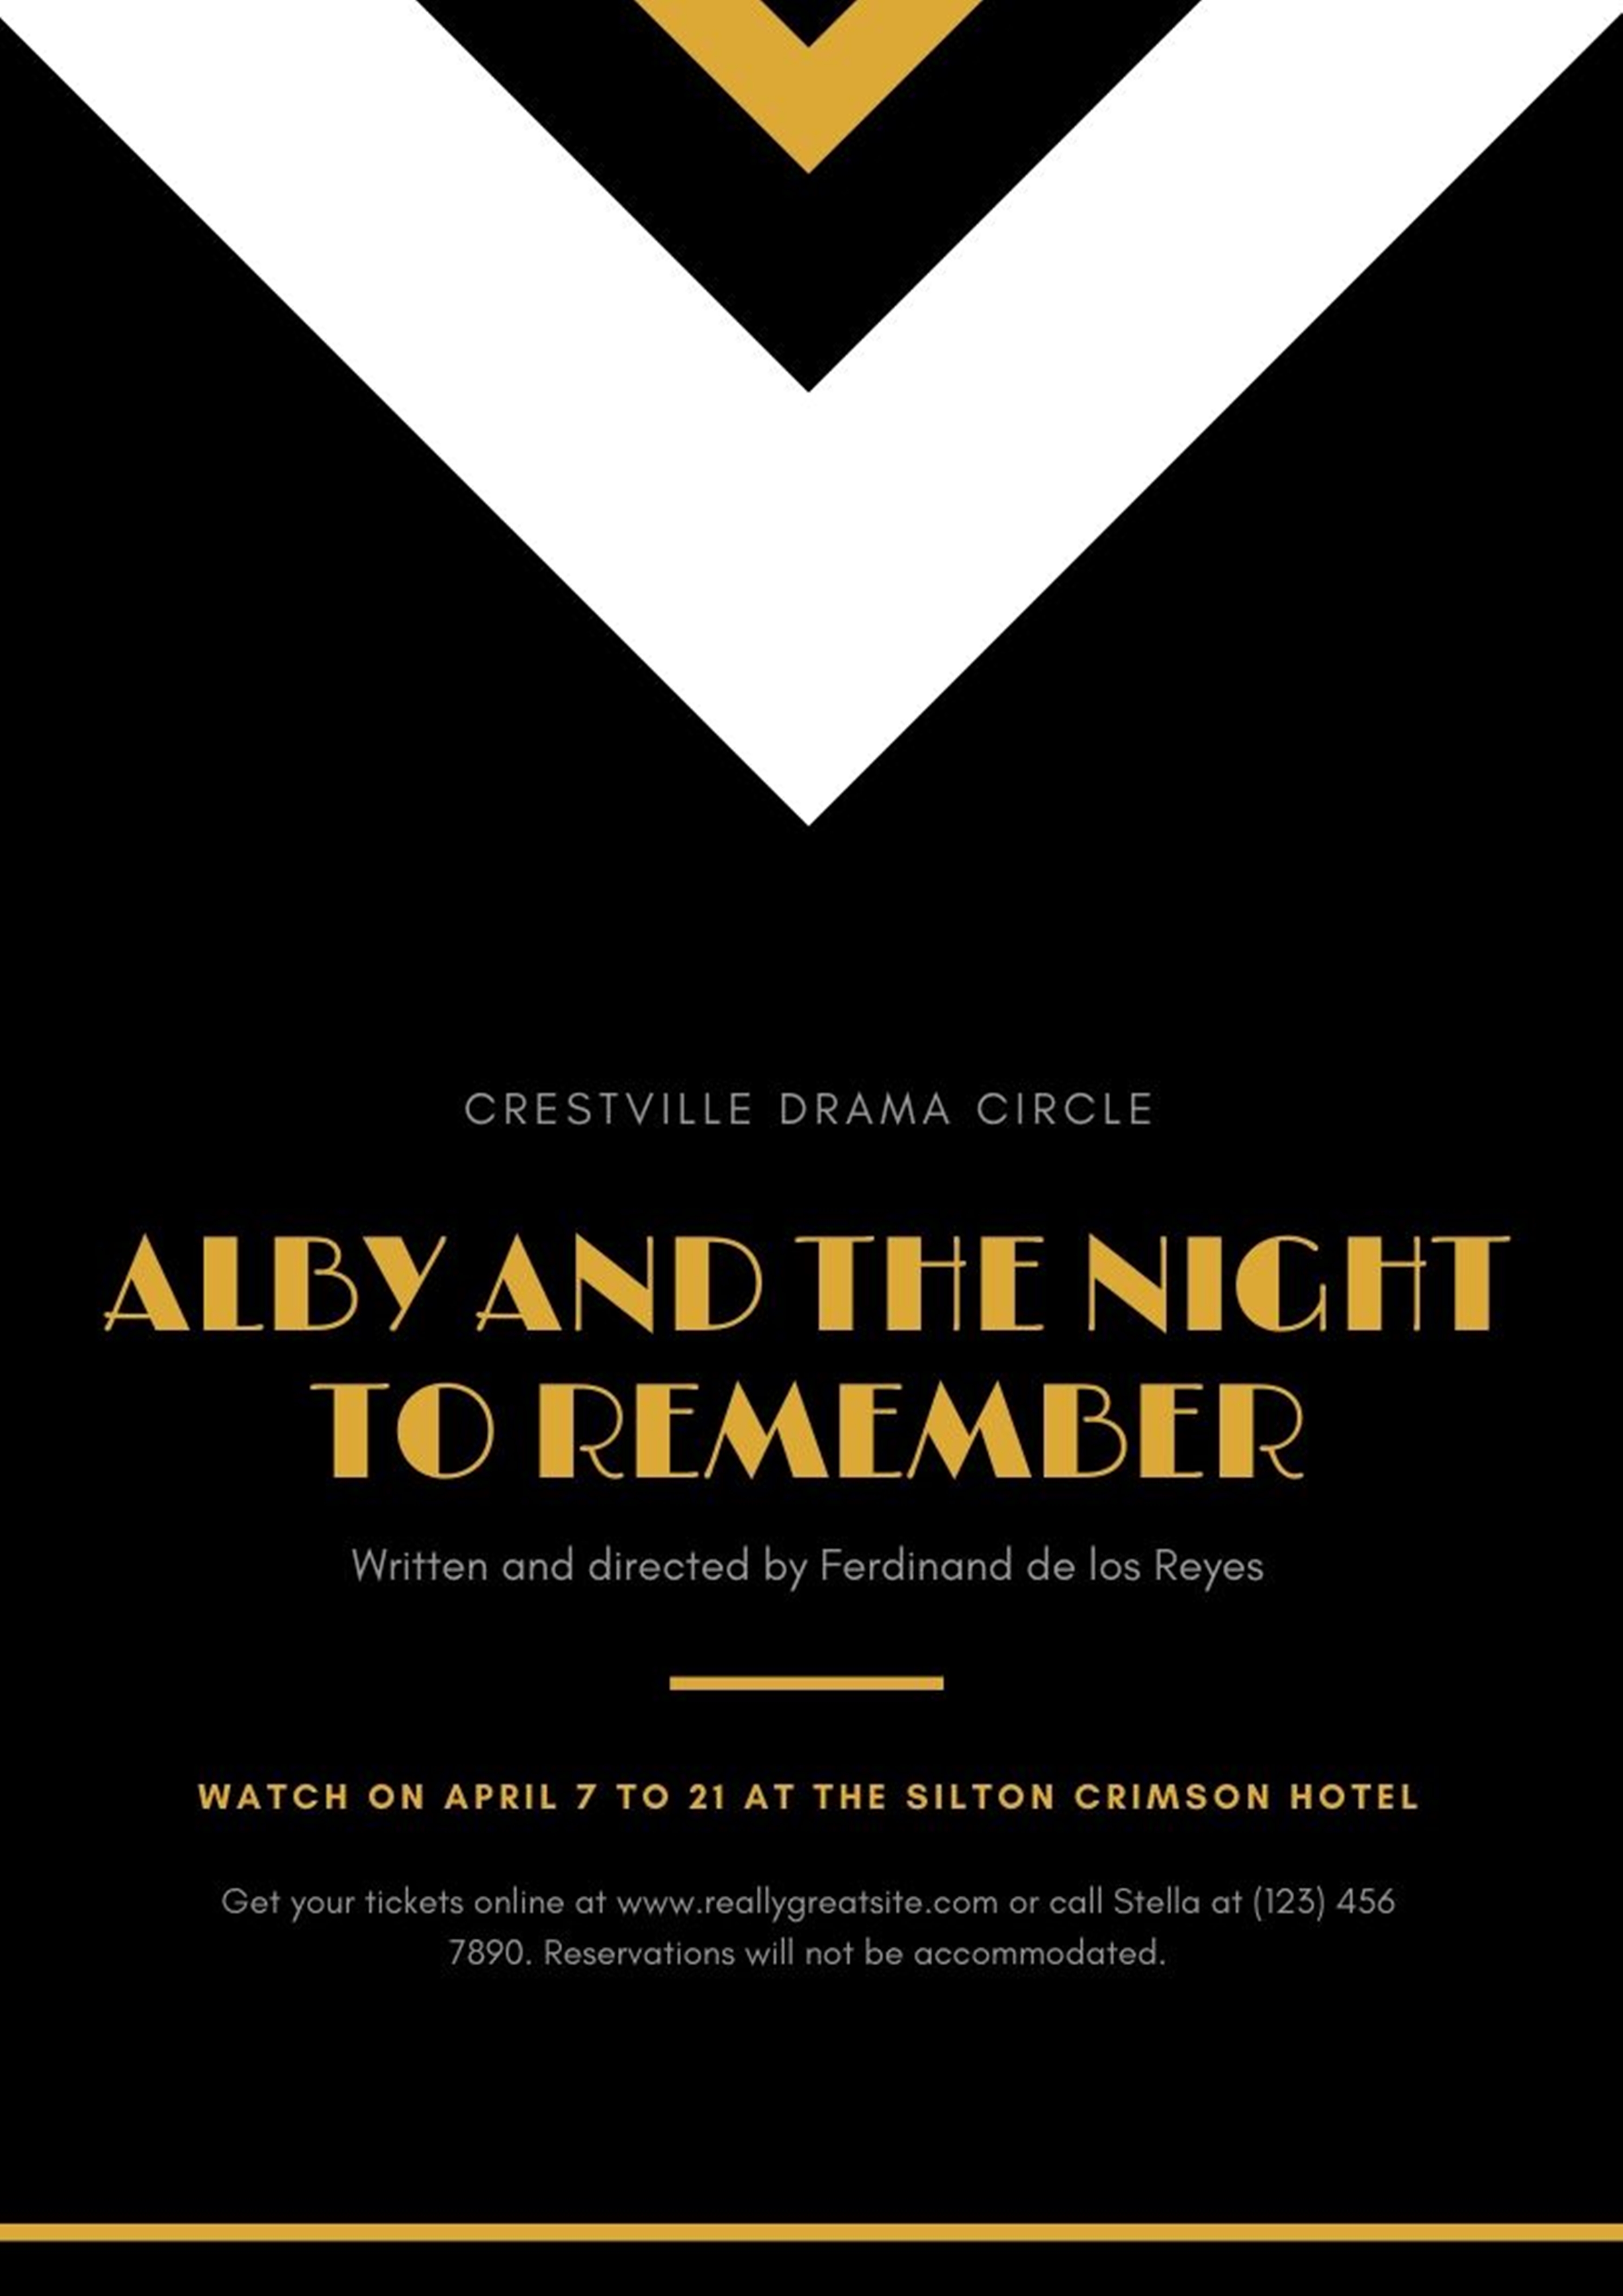 CRESTVILLE DRAMA CIRCLE
ALBY AND THE NIGHT
TO REMEMBER
Written and directed by Ferdinand de los Reyes
WATCH ON APRIL 7 TO 21 AT THE SILTON CRIMSON HOTEL
Get your tickets online at www.reallygreatsite.com or call Stella at (123) 456
7890. Reservations will not be accommodated.